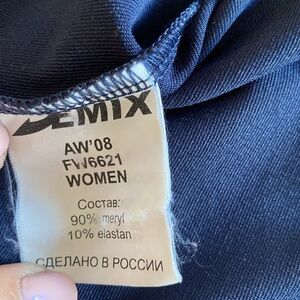 DEMIX
AW'08
FW6621
WOMEN
Состав:
90% meryl
10% elastan
СДЕЛАНО В РОССИИ